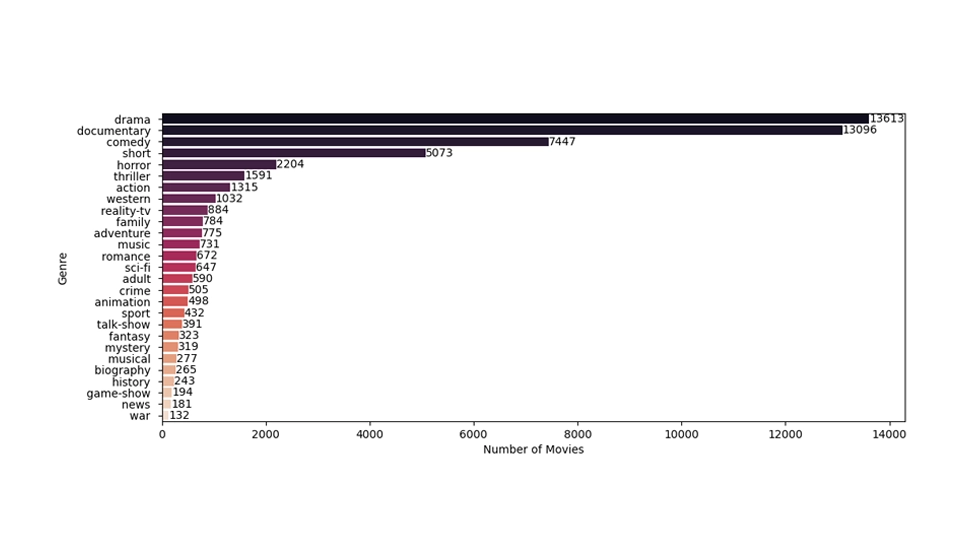 drama 13613
documentary 13096
comedy 7447
short 5073
horror 2204
thriller 1591
action 1315
western 1032
reality-tv 884
family 784
adventure 775
music 731
romance 672
sci-fi 647
adult 590
crime 505
animation 498
sport 432
talk-show 391
fantasy 323
mystery 319
musical 277
biography 265
history 243
game-show 194
news 181
war 132
Genre
0 2000 4000 6000 8000 10000 12000 14000
Number of Movies